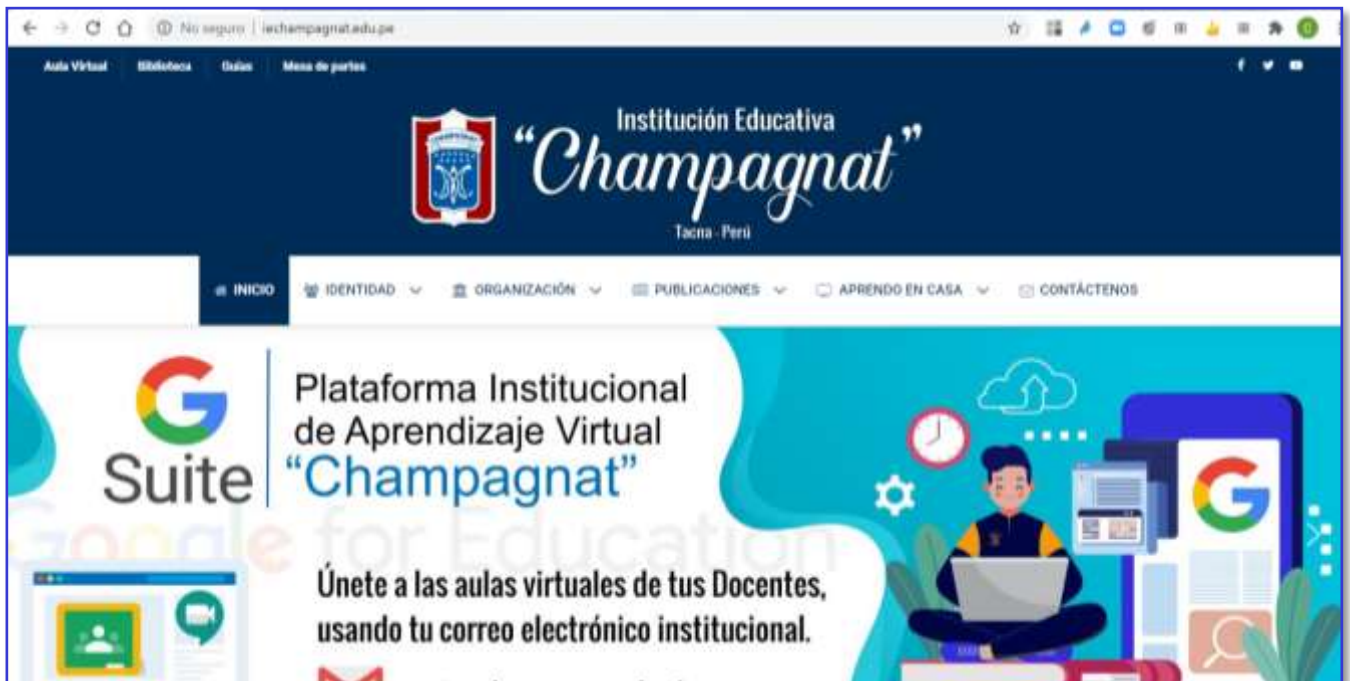 No seguro | iechampagnat.edu.pe
Aula Virtual Biblioteca Guías Mesa de partes
Institución Educativa
“Champagnat”
Tacna - Perú
INICIO IDENTIDAD ORGANIZACIÓN PUBLICACIONES APRENDO EN CASA CONTÁCTENOS
G Suite
Plataforma Institucional
de Aprendizaje Virtual
“Champagnat”
Google for Education
Únete a las aulas virtuales de tus Docentes,
usando tu correo electrónico institucional.